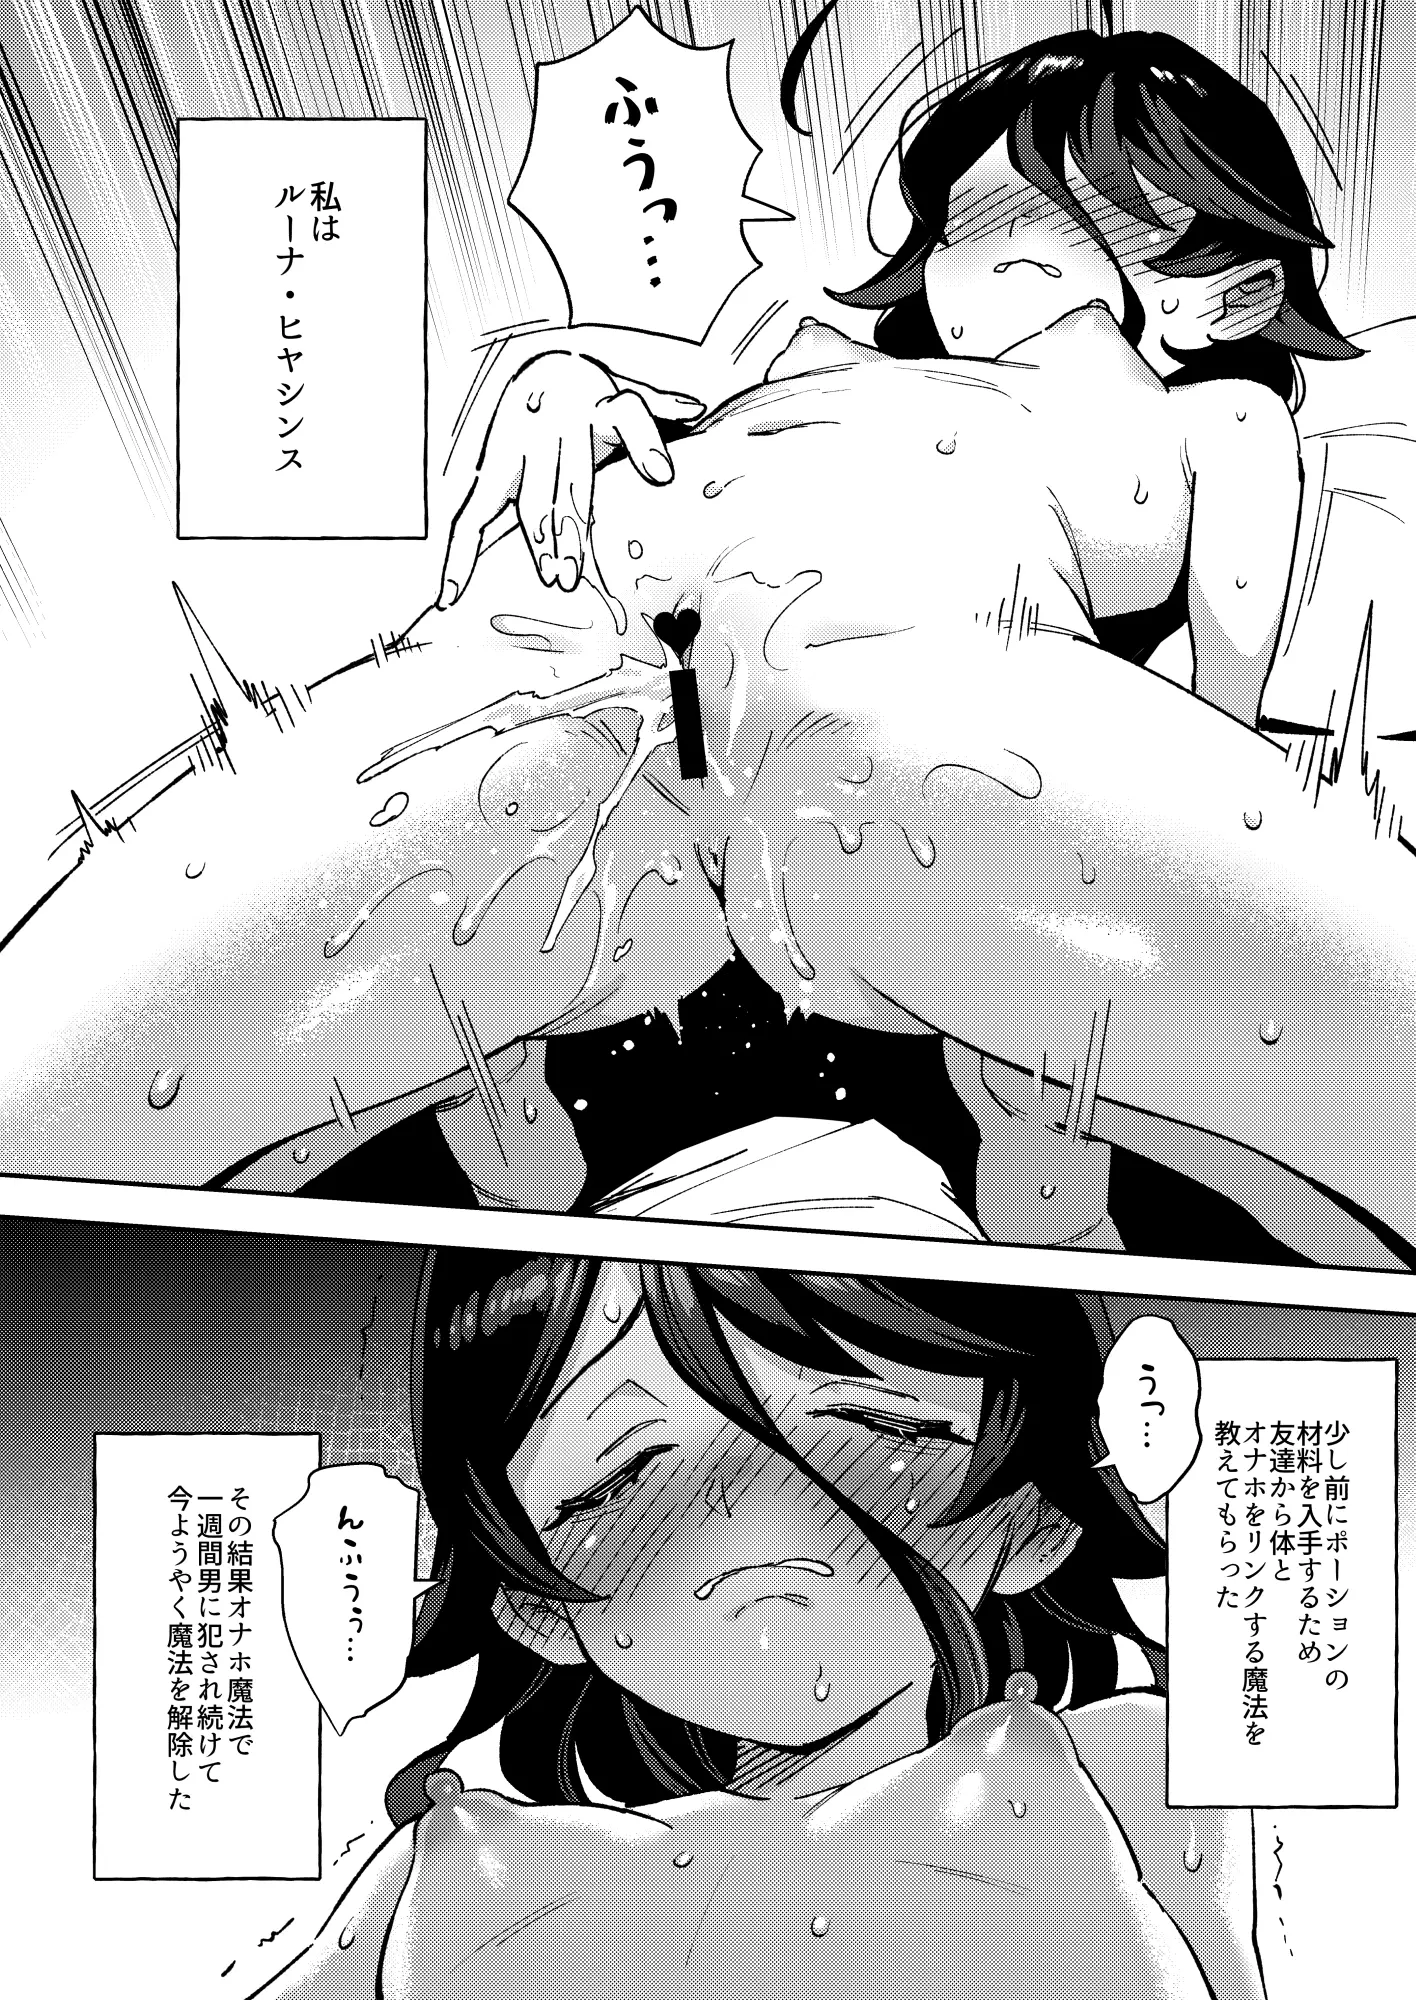 ふうっ…
私は
ルーナ・ヒヤシンス
うっ…
少し前にポーションの
材料を入手するため
友達から体と
オナホをリンクする魔法を
教えてもらった
んふうぅ…
その結果オナホ魔法で
一週間男に犯され続けて
今ようやく魔法を解除した